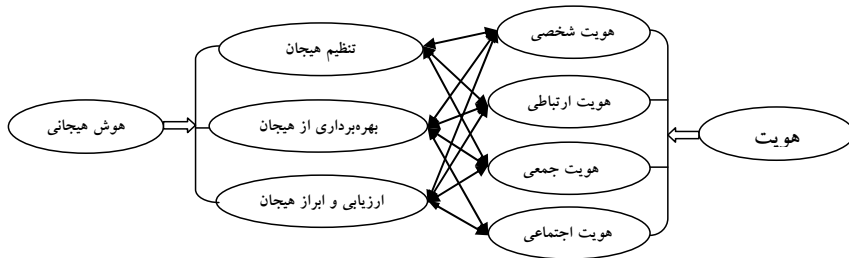 هویت شخصی
تنظیم هیجان
هویت ارتباطی
بهره‌برداری از هیجان
هوش هیجانی
هویت
هویت جمعی
ارزیابی و ابراز هیجان
هویت اجتماعی